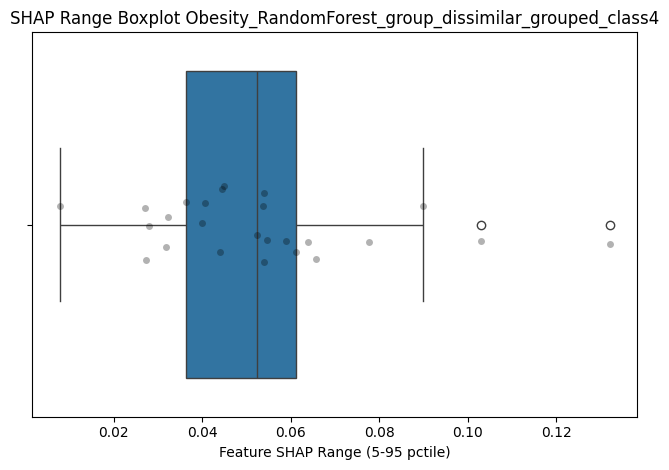 SHAP Range Boxplot Obesity_RandomForest_group_dissimilar_grouped_class4
0.02 0.04 0.06 0.08 0.10 0.12
Feature SHAP Range (5-95 pctile)